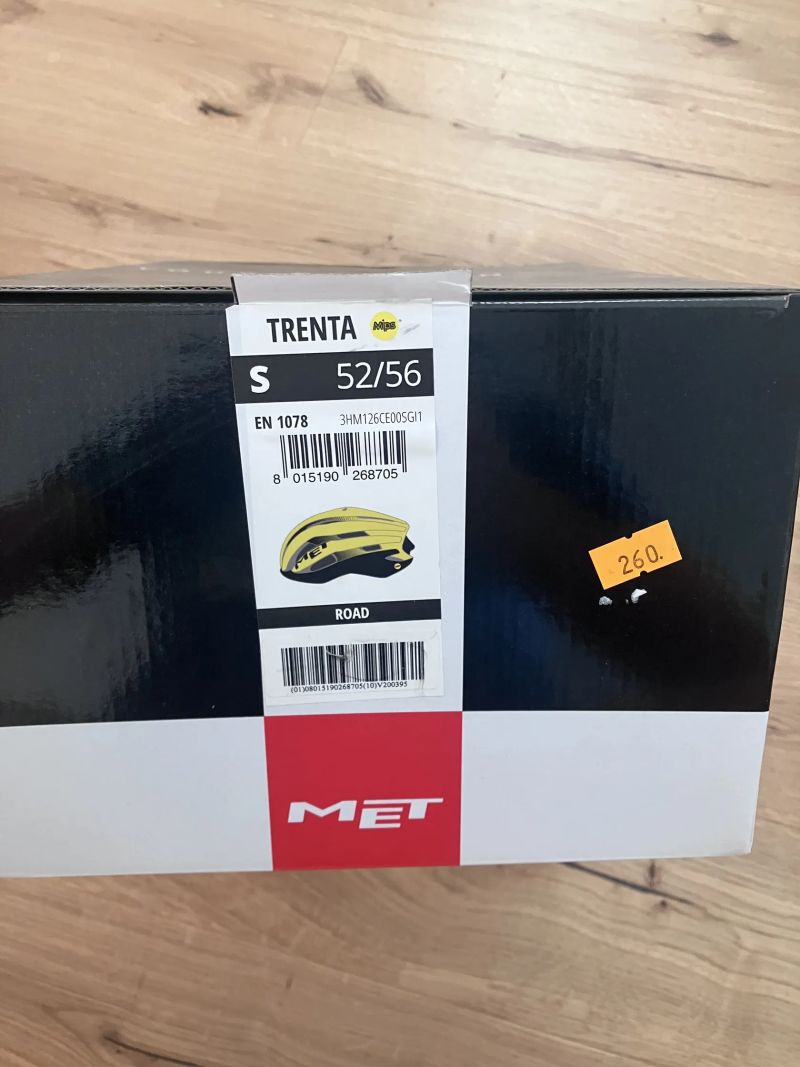 TRENTA Mips
S 52/56
EN 1078 3HM126CE00SGI1
8 015190 268705
MET
ROAD
(01)08015190268705(10)V200395
260.
MET